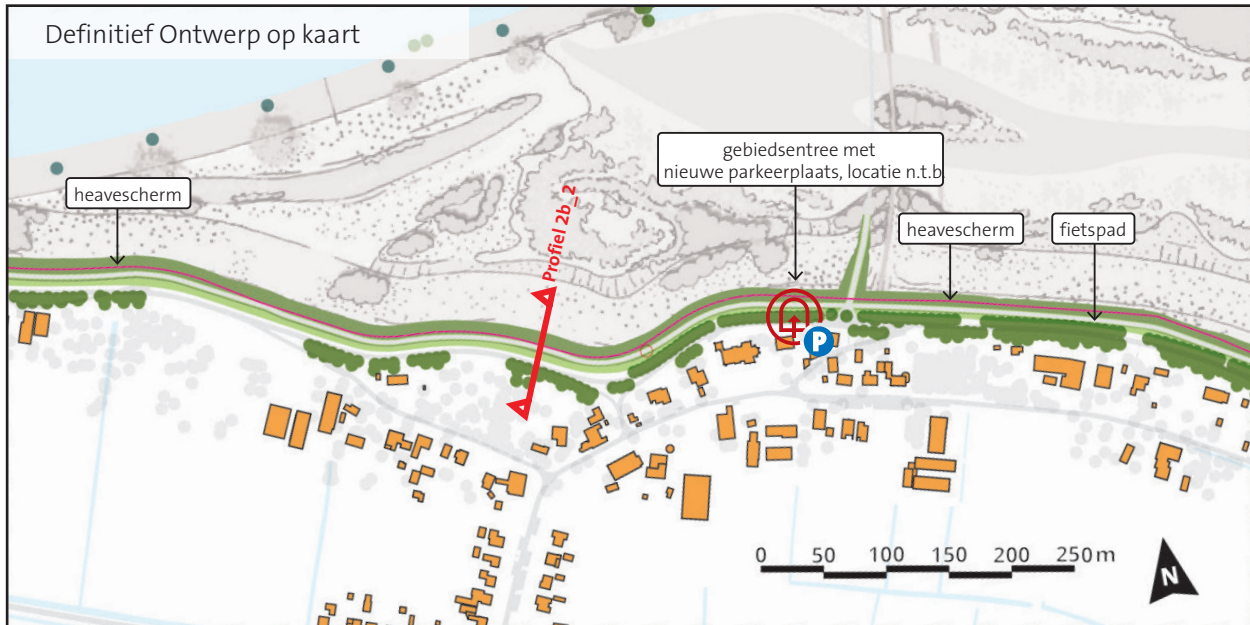 Definitief Ontwerp op kaart
heavescherm
gebiedsentree met
nieuwe parkeerplaats, locatie n.t.b.
Profiel 2b_2
heavescherm
fietspad
P
0 50 100 150 200 250 m
N